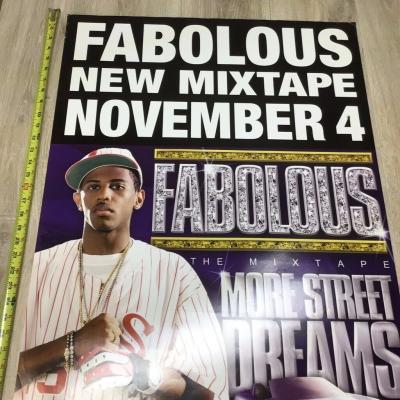 FABOLOUS
NEW MIXTAPE
NOVEMBER 4
FABOLOUS
THE MIXTAPE
MORE STREET
DREAMS
S